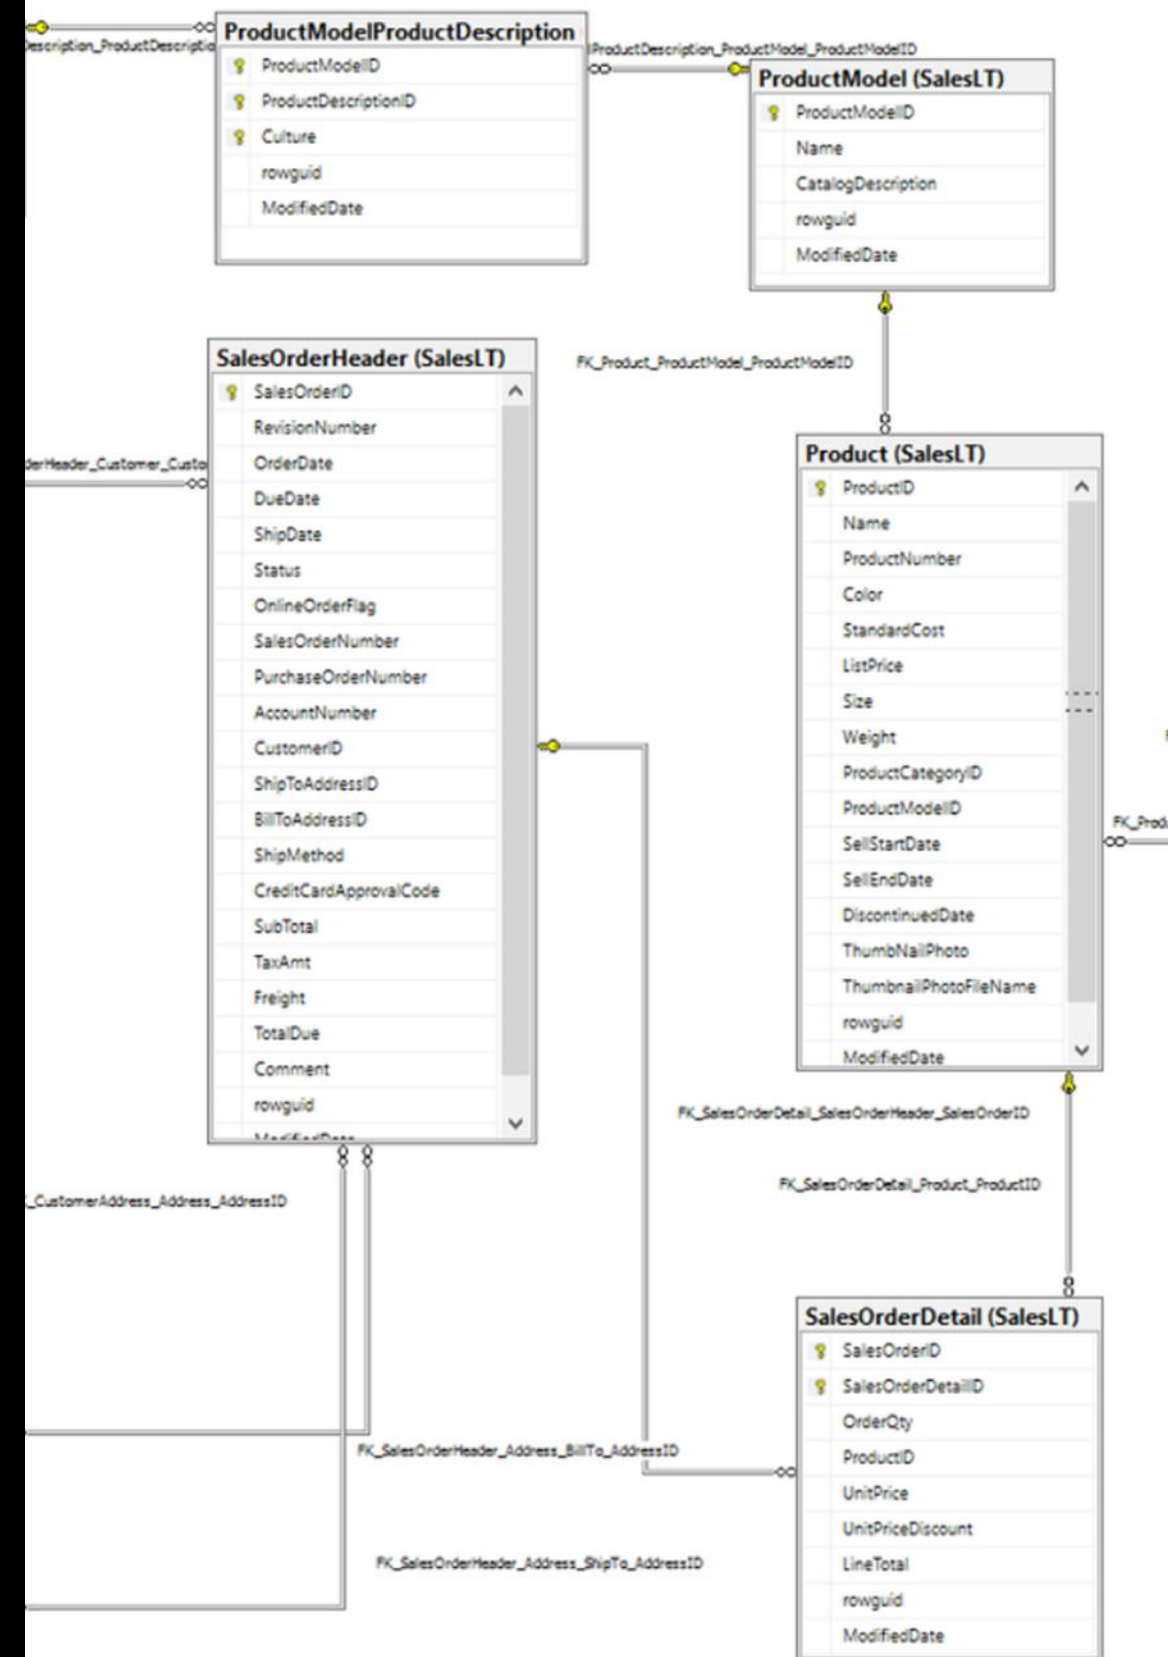 ProductModelProductDescription
ProductModelID
ProductDescriptionID
Culture
rowguid
ModifiedDate
Description_ProductDescriptio
lProductDescription_ProductModel_ProductModelID
ProductModel (SalesLT)
ProductModelID
Name
CatalogDescription
rowguid
ModifiedDate
FK_Product_ProductModel_ProductModelID
SalesOrderHeader (SalesLT)
SalesOrderID
RevisionNumber
OrderDate
DueDate
ShipDate
Status
OnlineOrderFlag
SalesOrderNumber
PurchaseOrderNumber
AccountNumber
CustomerID
ShipToAddressID
BillToAddressID
ShipMethod
CreditCardApprovalCode
SubTotal
TaxAmt
Freight
TotalDue
Comment
rowguid
ModifiedDate
derHeader_Customer_Custo
Product (SalesLT)
ProductID
Name
ProductNumber
Color
StandardCost
ListPrice
Size
Weight
ProductCategoryID
ProductModelID
SellStartDate
SellEndDate
DiscontinuedDate
ThumbNailPhoto
ThumbnailPhotoFileName
rowguid
ModifiedDate
FK_Prod
FK_SalesOrderDetail_SalesOrderHeader_SalesOrderID
FK_SalesOrderDetail_Product_ProductID
_CustomerAddress_Address_AddressID
FK_SalesOrderHeader_Address_BillTo_AddressID
FK_SalesOrderHeader_Address_ShipTo_AddressID
SalesOrderDetail (SalesLT)
SalesOrderID
SalesOrderDetailID
OrderQty
ProductID
UnitPrice
UnitPriceDiscount
LineTotal
rowguid
ModifiedDate